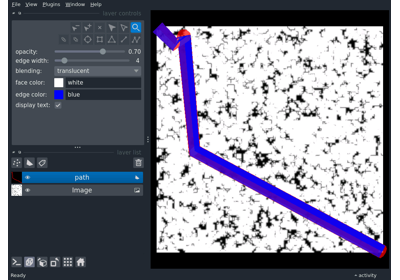 File View Plugins Window Help
layer controls
opacity: 0.70
edge width: 4
blending: translucent
face color: white
edge color: blue
display text:
layer list
path
Image
Ready
activity